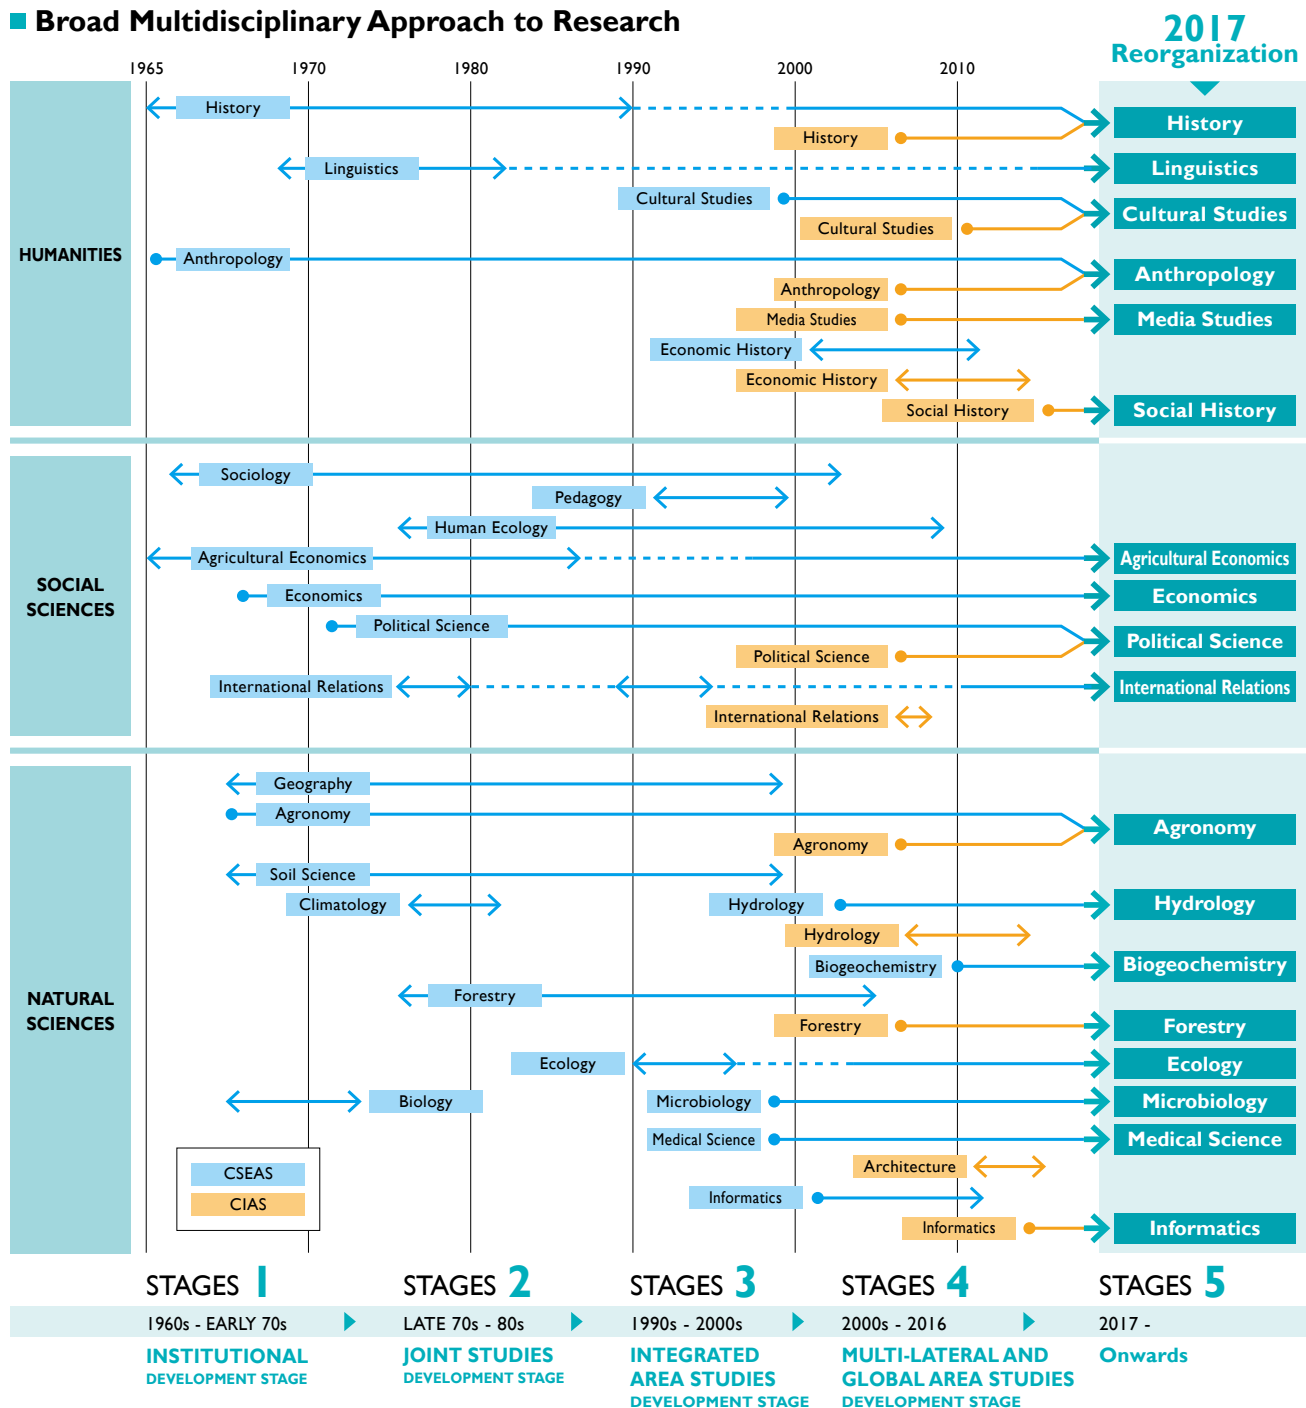 Broad Multidisciplinary Approach to Research
2017
Reorganization
1965 1970 1980 1990 2000 2010
HUMANITIES
History
History
History
Linguistics
Linguistics
Cultural Studies
Cultural Studies
Cultural Studies
Anthropology
Anthropology
Anthropology
Media Studies
Media Studies
Economic History
Economic History
Social History
Social History
SOCIAL
SCIENCES
Sociology
Pedagogy
Human Ecology
Agricultural Economics
Agricultural Economics
Economics
Economics
Political Science
Political Science
Political Science
International Relations
International Relations
International Relations
NATURAL
SCIENCES
Geography
Agronomy
Agronomy
Agronomy
Soil Science
Climatology
Hydrology
Hydrology
Hydrology
Biogeochemistry
Biogeochemistry
Forestry
Forestry
Forestry
Ecology
Ecology
Biology
Microbiology
Microbiology
Medical Science
Medical Science
Architecture
Informatics
Informatics
Informatics
CSEAS
CIAS
STAGES 1
1960s - EARLY 70s
INSTITUTIONAL
DEVELOPMENT STAGE
STAGES 2
LATE 70s - 80s
JOINT STUDIES
DEVELOPMENT STAGE
STAGES 3
1990s - 2000s
INTEGRATED
AREA STUDIES
DEVELOPMENT STAGE
STAGES 4
2000s - 2016
MULTI-LATERAL AND
GLOBAL AREA STUDIES
DEVELOPMENT STAGE
STAGES 5
2017 -
Onwards